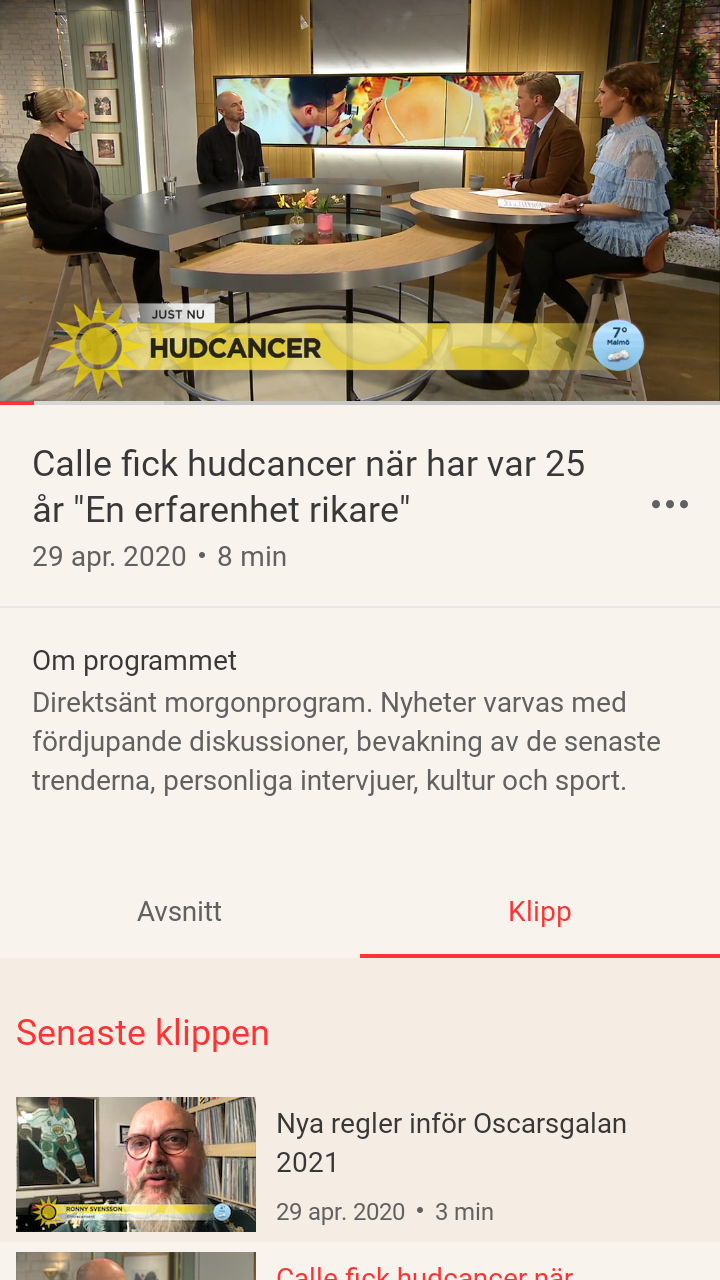 JUST NU
HUDCANCER
7°
Malmö
Calle fick hudcancer när har var 25
år "En erfarenhet rikare"
29 apr. 2020 • 8 min
Om programmet
Direktsänt morgonprogram. Nyheter varvas med
fördjupande diskussioner, bevakning av de senaste
trenderna, personliga intervjuer, kultur och sport.
Avsnitt
Klipp
Senaste klippen
RONNY SVENSSON
Nya regler inför Oscarsgalan
2021
29 apr. 2020 • 3 min
Calle fick hudcancer när